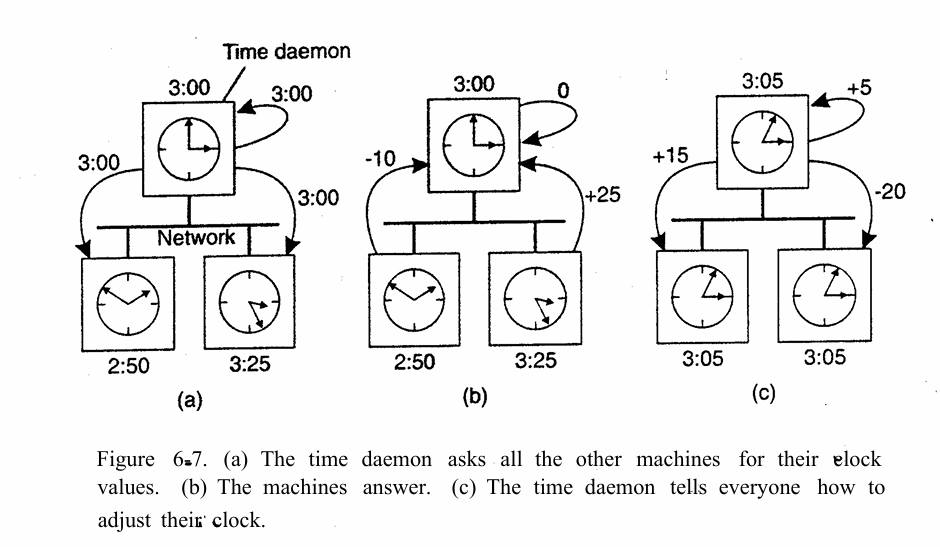 Time daemon
3:00
3:00
3:00
3:00
Network
2:50
3:25
(a)
3:00
0
-10
+25
2:50
3:25
(b)
3:05
+5
+15
-20
3:05
3:05
(c)
Figure 6-7. (a) The time daemon asks all the other machines for their clock
values. (b) The machines answer. (c) The time daemon tells everyone how to
adjust their clock.